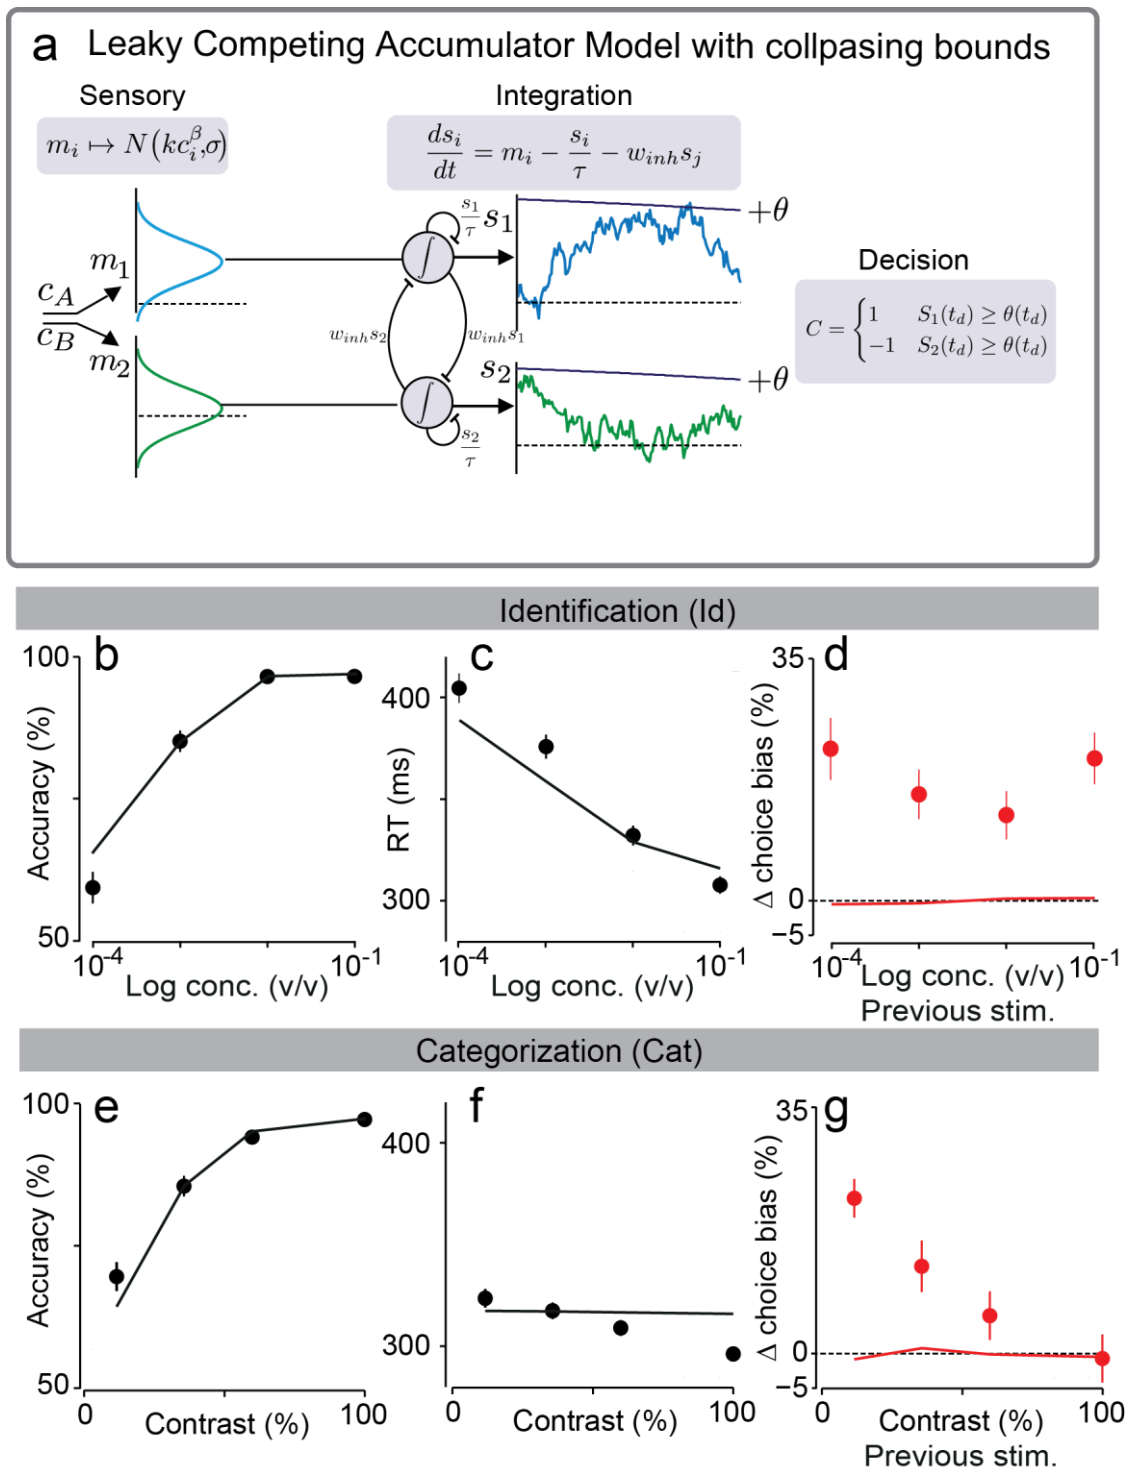 a Leaky Competing Accumulator Model with collpasing bounds
Sensory
Integration
m_i ↦ N(kc_i^β,σ)
ds_i/dt = m_i − s_i/τ − w_inh s_j
s_1/τ
s_1
+θ
m_1
c_A
c_B
m_2
∫
w_inh s_2
w_inh s_1
Decision
C = { 1 S_1(t_d) ≥ θ(t_d)
−1 S_2(t_d) ≥ θ(t_d)
s_2
+θ
∫
s_2/τ
Identification (Id)
b
100
50
Accuracy (%)
10^-4
10^-1
Log conc. (v/v)
c
400
300
RT (ms)
10^-4
10^-1
Log conc. (v/v)
d
35
0
−5
Δ choice bias (%)
10^-4
10^-1
Log conc. (v/v)
Previous stim.
Categorization (Cat)
e
100
50
Accuracy (%)
0
100
Contrast (%)
f
400
300
0
100
Contrast (%)
g
35
0
−5
Δ choice bias (%)
0
100
Contrast (%)
Previous stim.